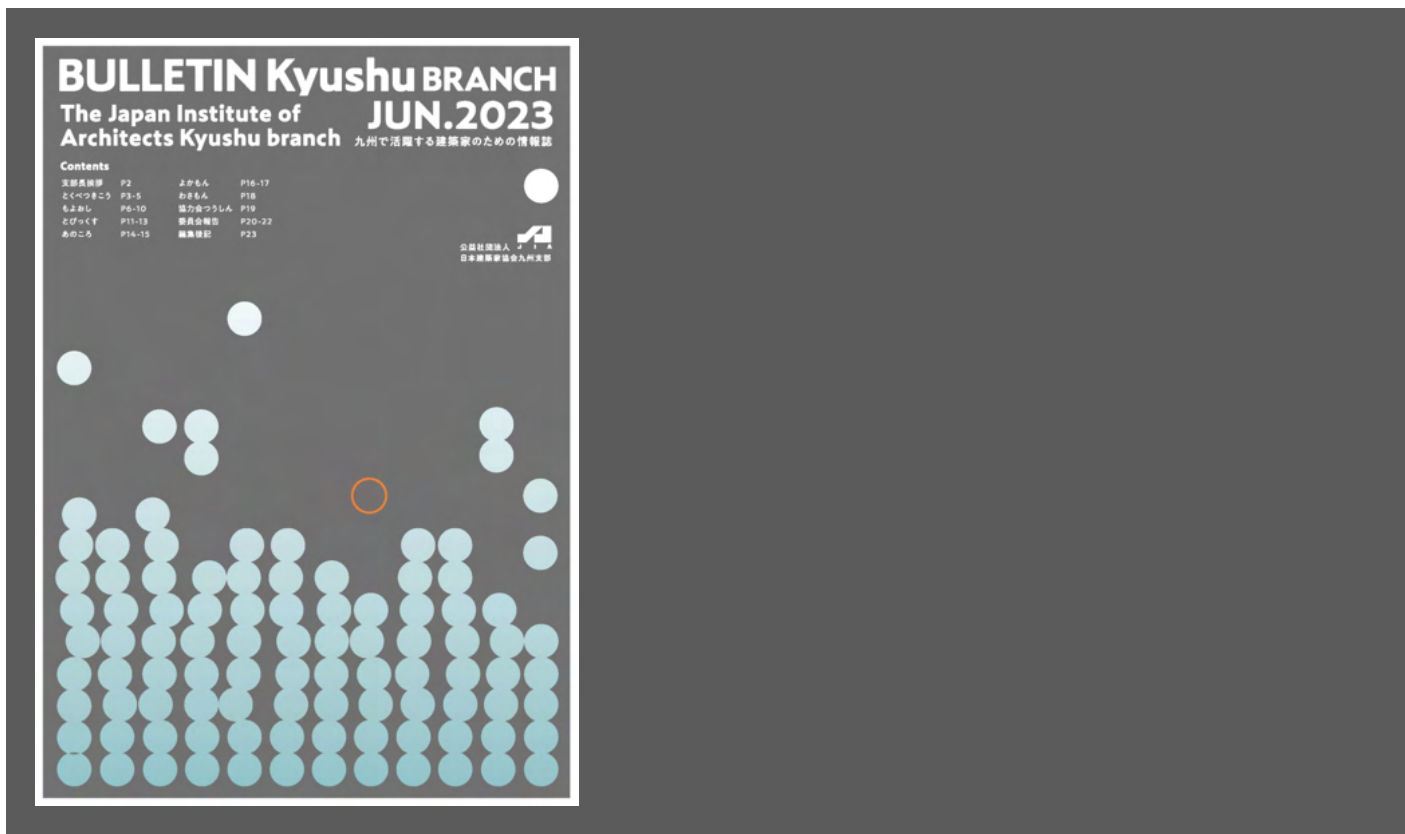 BULLETIN Kyushu BRANCH
The Japan Institute of
Architects Kyushu branch
JUN.2023
九州で活躍する建築家のための情報誌
Contents
支部長挨拶 P2
とくべつきこう P3-5
もよおし P6-10
とぴっくす P11-13
あのころ P14-15
よかもん P16-17
わさもん P18
協力会つうしん P19
委員会報告 P20-22
編集後記 P23
JIA
公益社団法人
日本建築家協会九州支部